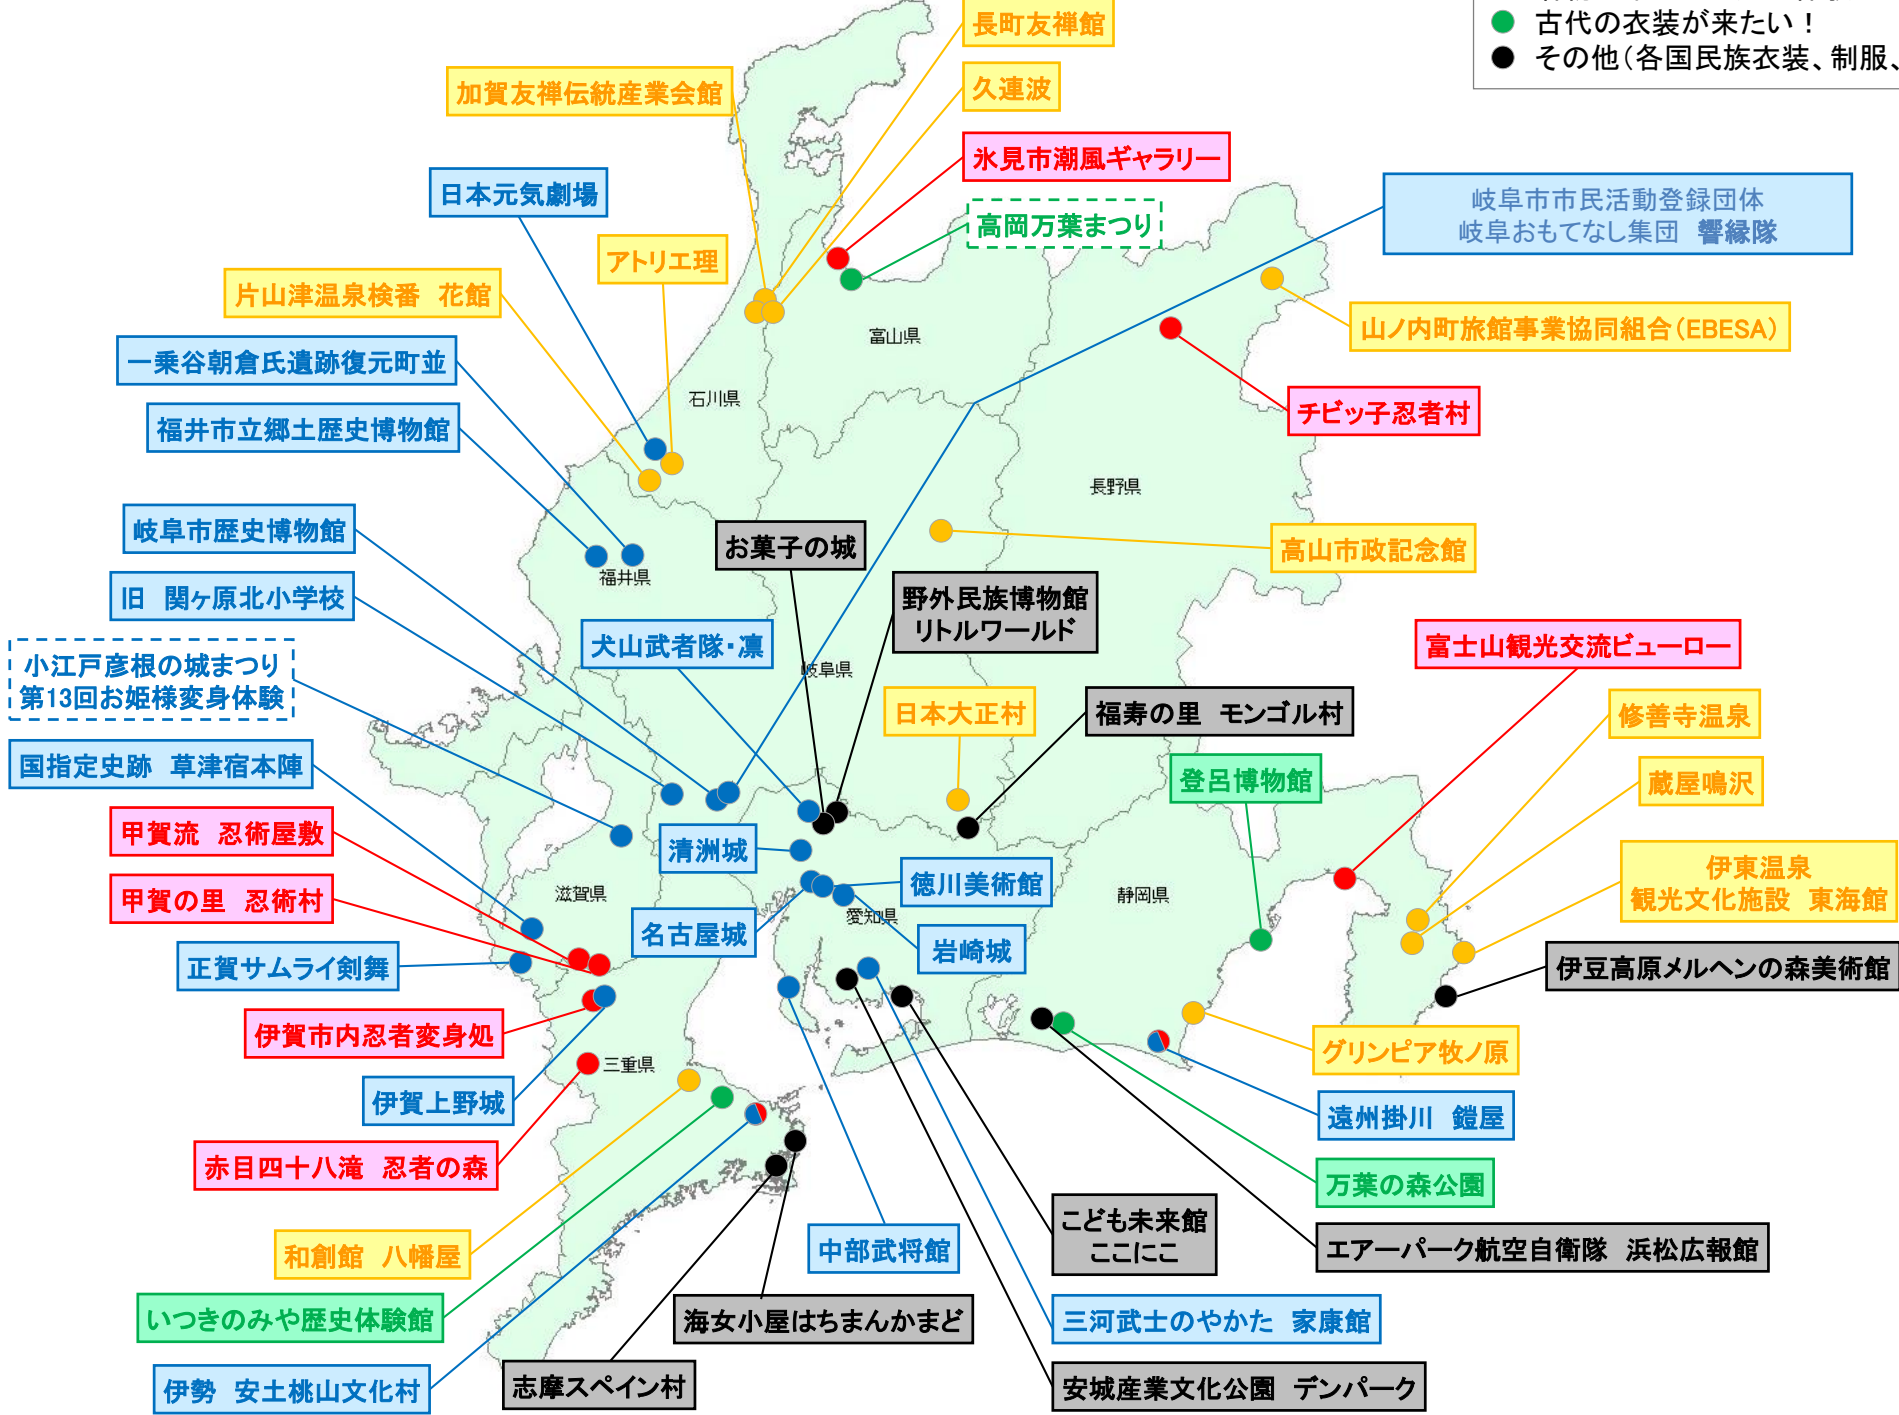 古代の衣装が来たい！
その他（各国民族衣装、制服、
長町友禅館
加賀友禅伝統産業会館
久連波
氷見市潮風ギャラリー
日本元気劇場
岐阜市市民活動登録団体
岐阜おもてなし集団　響縁隊
高岡万葉まつり
アトリエ理
片山津温泉検番　花館
山ノ内町旅館事業協同組合（EBESA）
富山県
一乗谷朝倉氏遺跡復元町並
石川県
チビッ子忍者村
福井市立郷土歴史博物館
長野県
岐阜市歴史博物館
お菓子の城
高山市政記念館
福井県
旧　関ヶ原北小学校
野外民族博物館
リトルワールド
犬山武者隊・凛
岐阜県
富士山観光交流ビューロー
小江戸彦根の城まつり
第13回お姫様変身体験
日本大正村
福寿の里　モンゴル村
修善寺温泉
国指定史跡　草津宿本陣
登呂博物館
蔵屋鳴沢
甲賀流　忍術屋敷
清洲城
伊東温泉
観光文化施設　東海館
甲賀の里　忍術村
滋賀県
徳川美術館
静岡県
愛知県
名古屋城
岩崎城
正賀サムライ剣舞
伊豆高原メルヘンの森美術館
伊賀市内忍者変身処
グリンピア牧ノ原
三重県
伊賀上野城
遠州掛川　鎧屋
赤目四十八滝　忍者の森
万葉の森公園
和創館　八幡屋
中部武将館
こども未来館
ここにこ
エアーパーク航空自衛隊　浜松広報館
いつきのみや歴史体験館
海女小屋はちまんかまど
三河武士のやかた　家康館
伊勢　安土桃山文化村
志摩スペイン村
安城産業文化公園　デンパーク